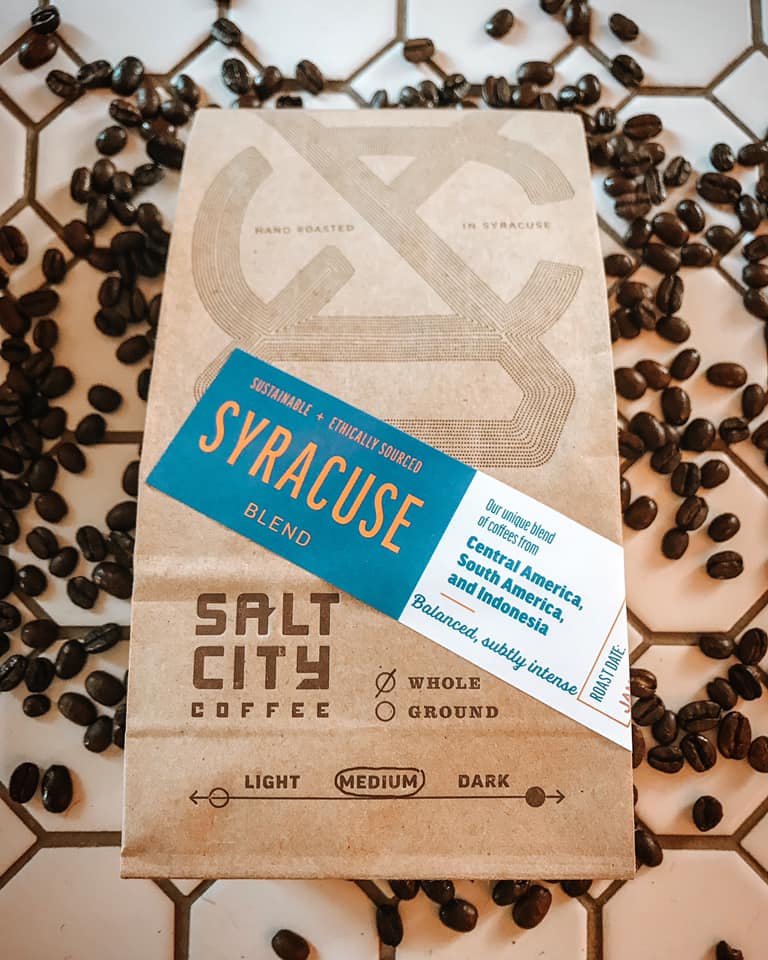 HAND ROASTED
IN SYRACUSE
SUSTAINABLE + ETHICALLY SOURCED
SYRACUSE
BLEND
Our unique blend
of coffees from
Central America,
South America,
and Indonesia
Balanced, subtly intense
ROAST DATE:
SALT
CITY
COFFEE
WHOLE
GROUND
LIGHT MEDIUM DARK